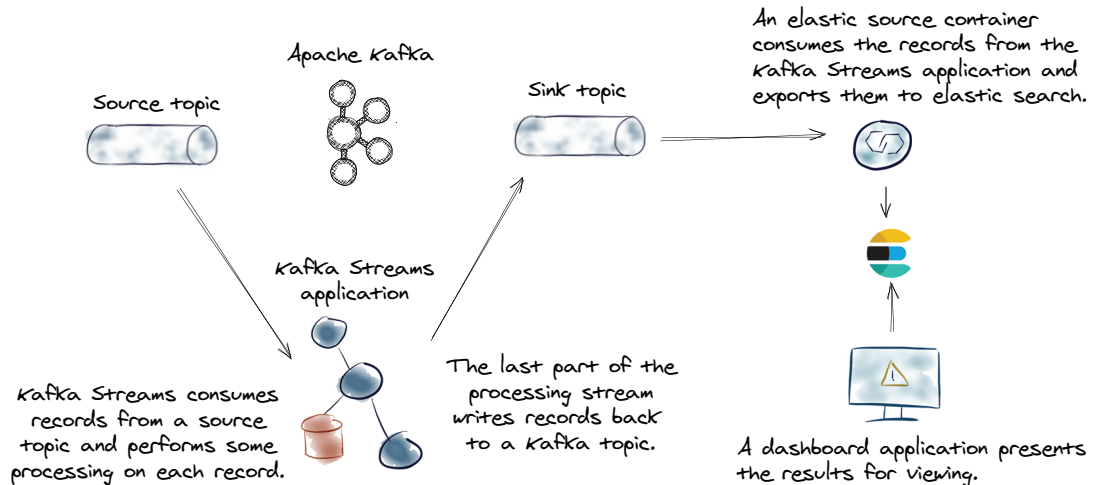 An elastic source container
consumes the records from the
Kafka Streams application and
exports them to elastic search.
Apache Kafka
Source topic
Sink topic
Kafka Streams
application
Kafka Streams consumes
records from a source
topic and performs some
processing on each record.
The last part of the
processing stream
writes records back
to a Kafka topic.
A dashboard application presents
the results for viewing.